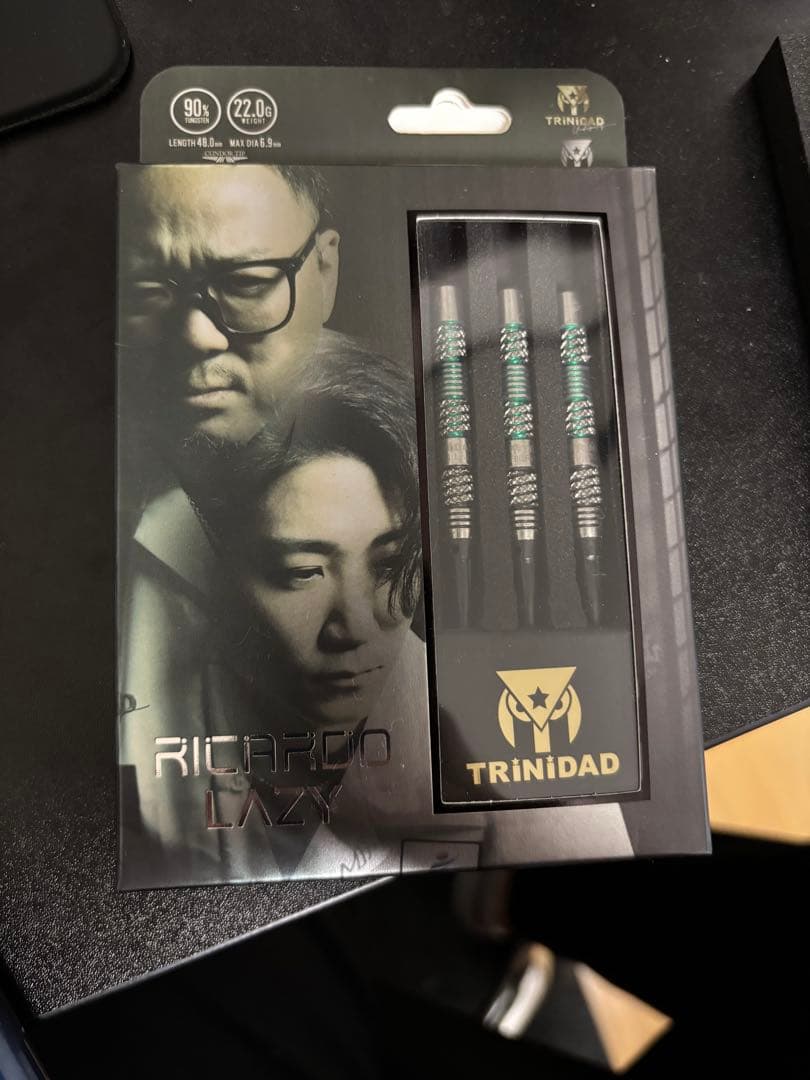 90%
TUNGSTEN
22.0G
WEIGHT
LENGTH 48.0mm MAX DIA 6.9mm
CONDOR TIP
TRiNiDAD
RICARDO
LAZY
TRiNiDAD